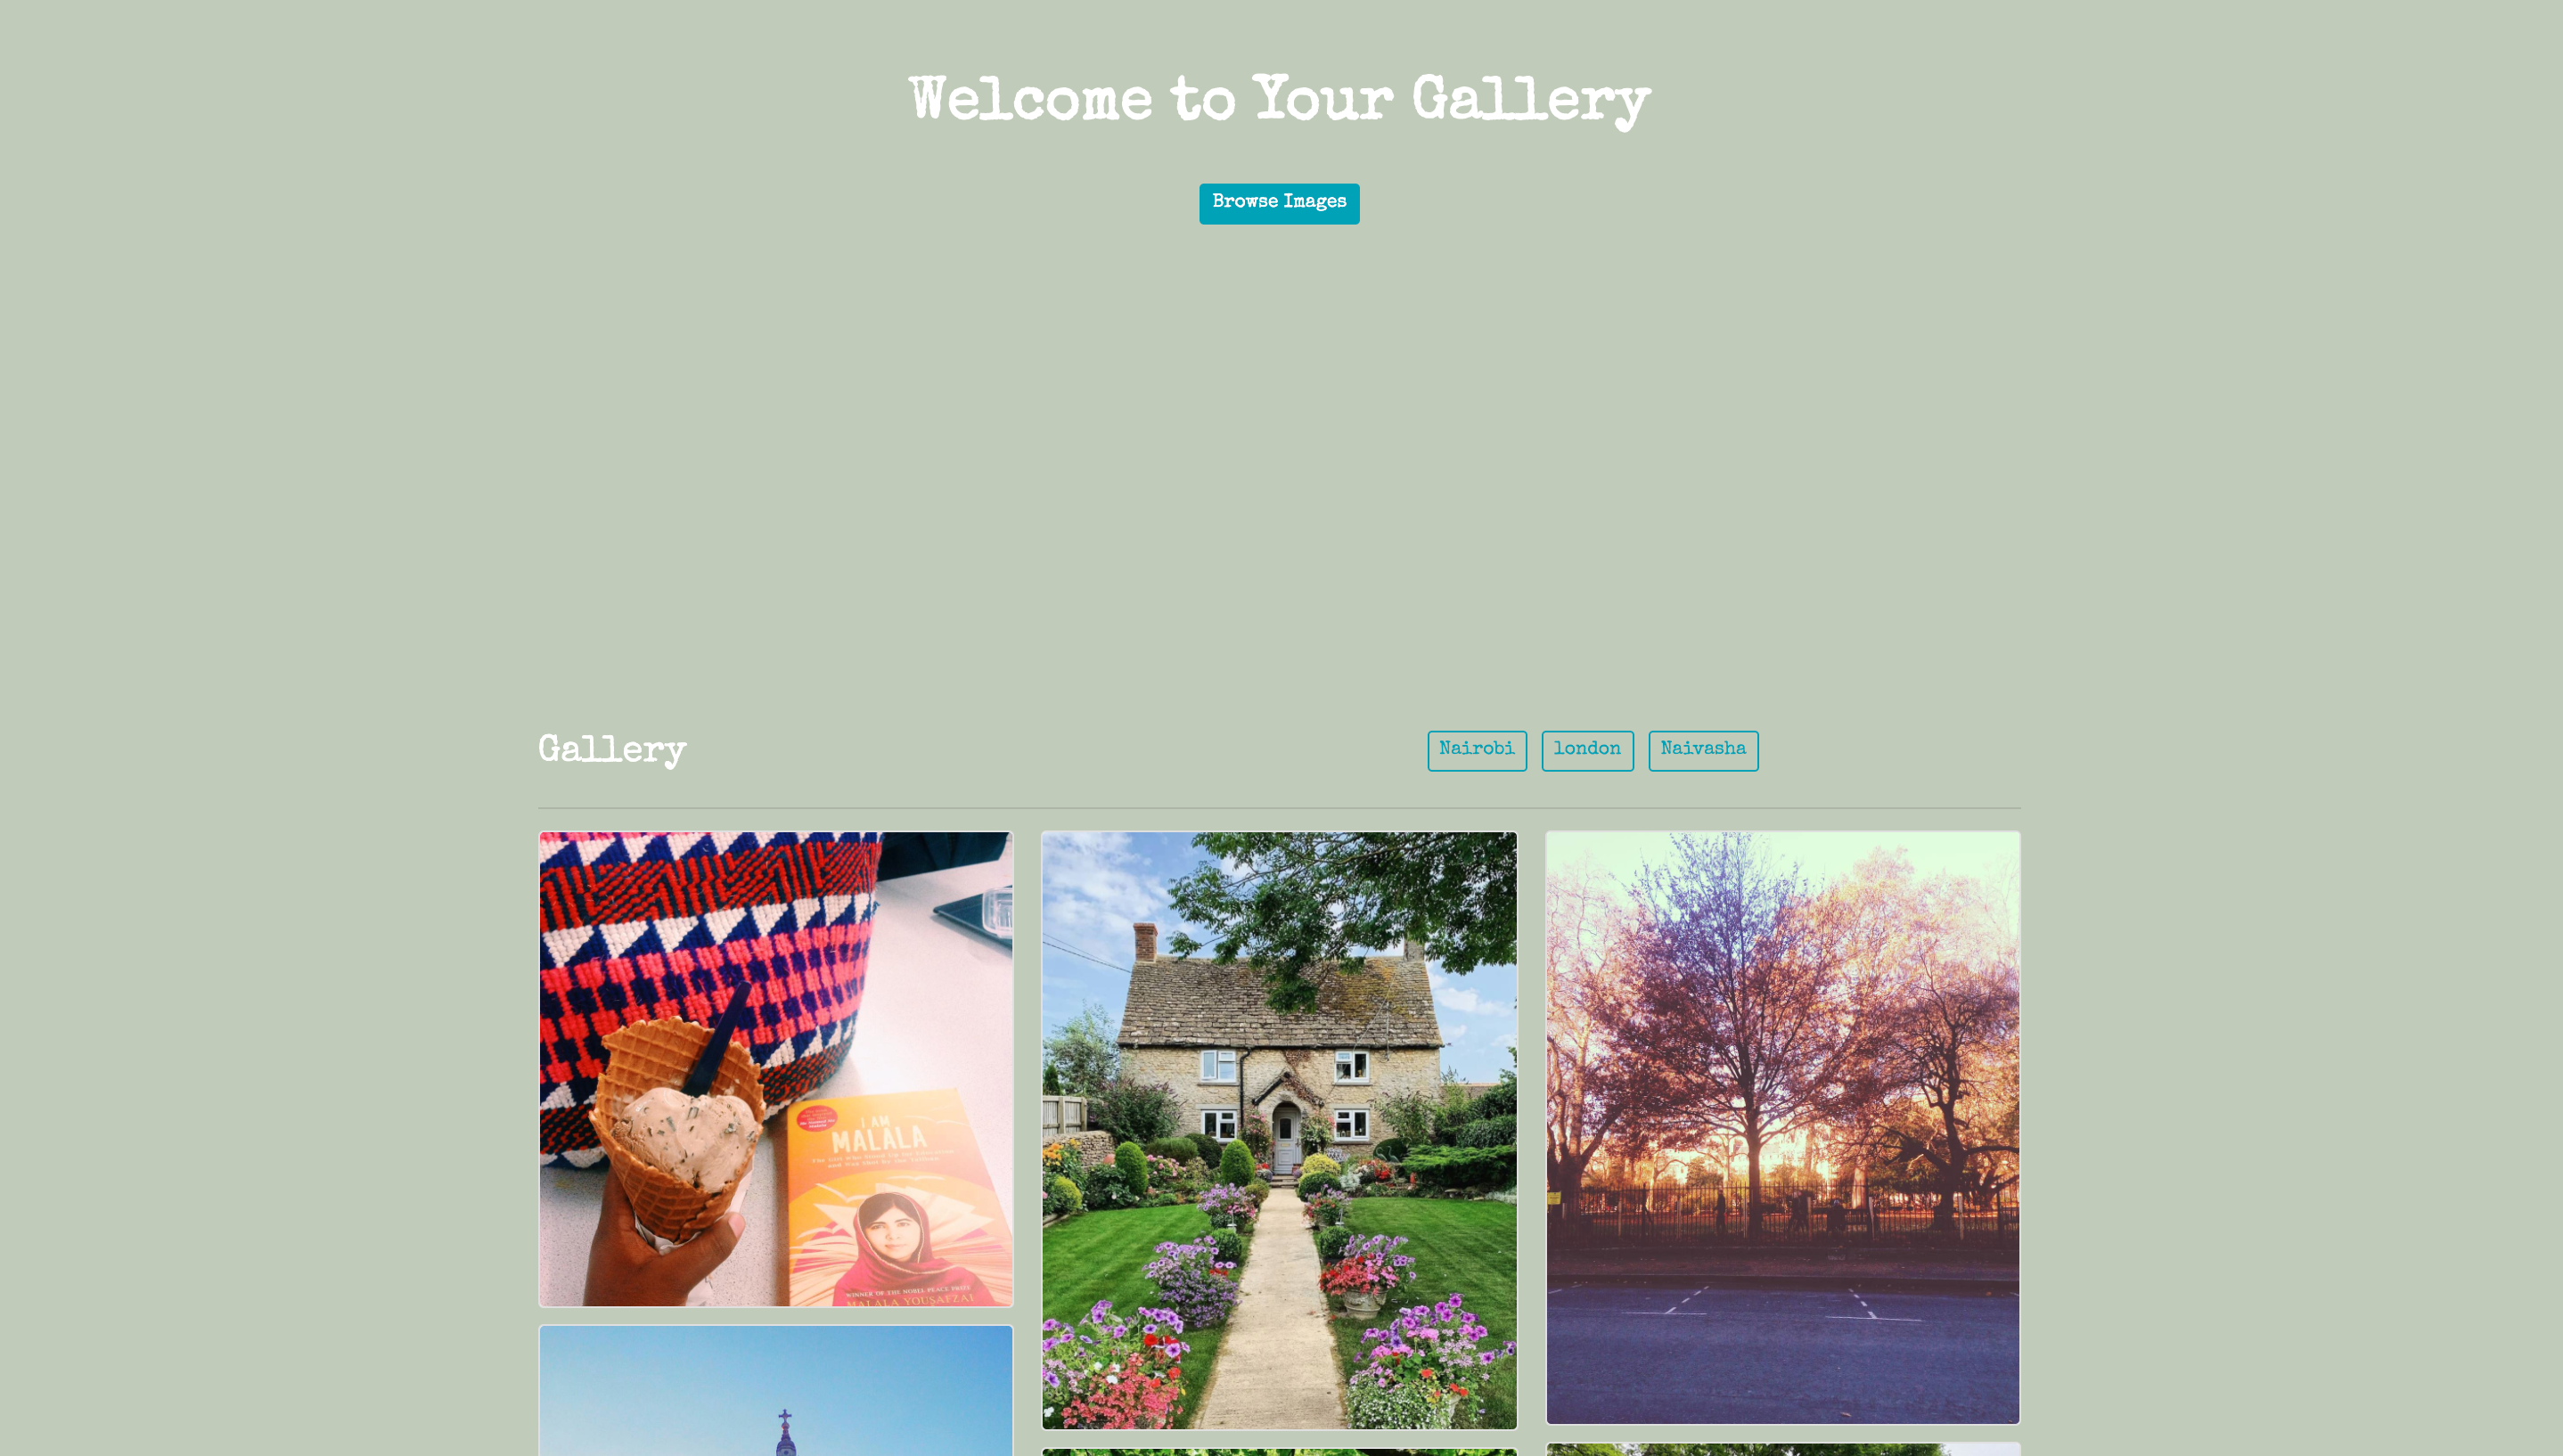 Welcome to Your Gallery
Browse Images
Gallery
Nairobi
london
Naivasha
I AM
MALALA
WINNER OF THE NOBEL PEACE PRIZE
MALALA YOUSAFZAI